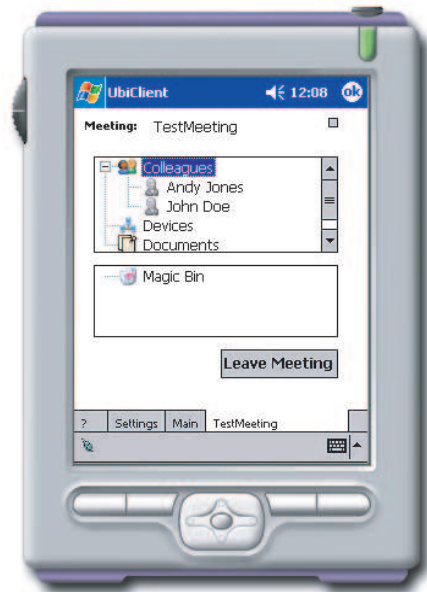 UbiClient 12:08 ok
Meeting: TestMeeting
Colleagues
Andy Jones
John Doe
Devices
Documents
Magic Bin
Leave Meeting
? Settings Main TestMeeting